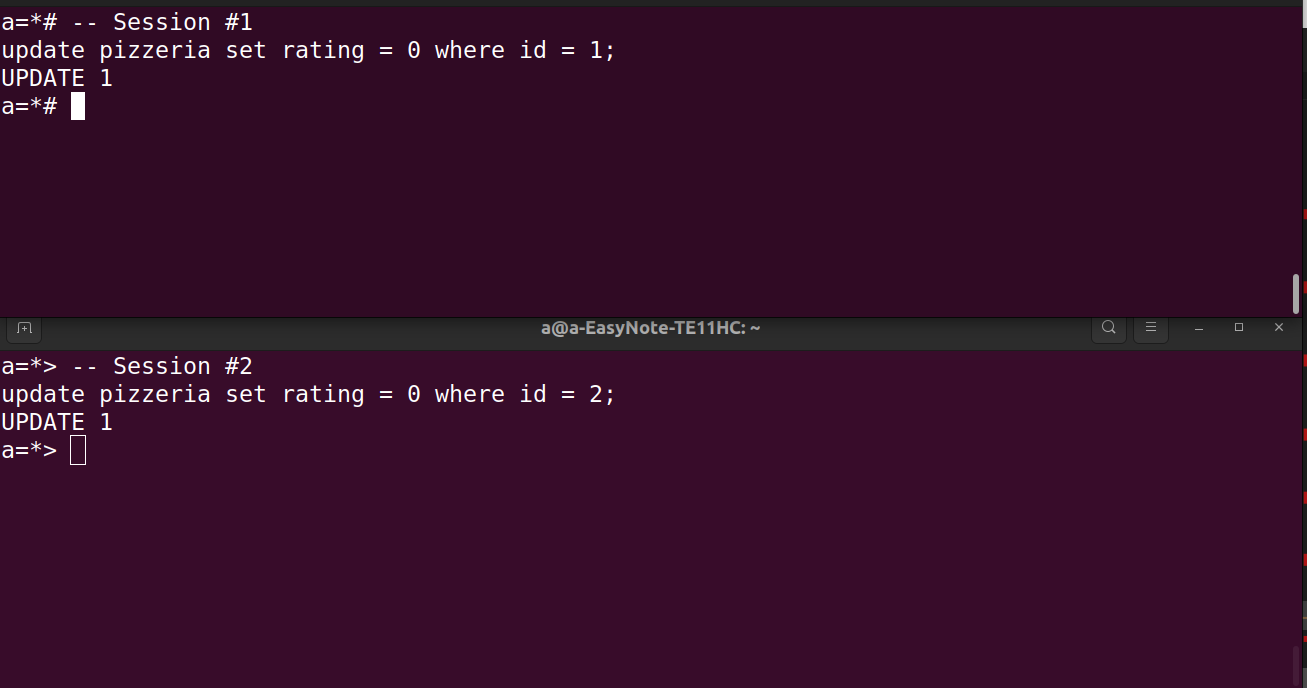 a=*# -- Session #1
update pizzeria set rating = 0 where id = 1;
UPDATE 1
a=*#
a@a-EasyNote-TE11HC: ~
a=*> -- Session #2
update pizzeria set rating = 0 where id = 2;
UPDATE 1
a=*>